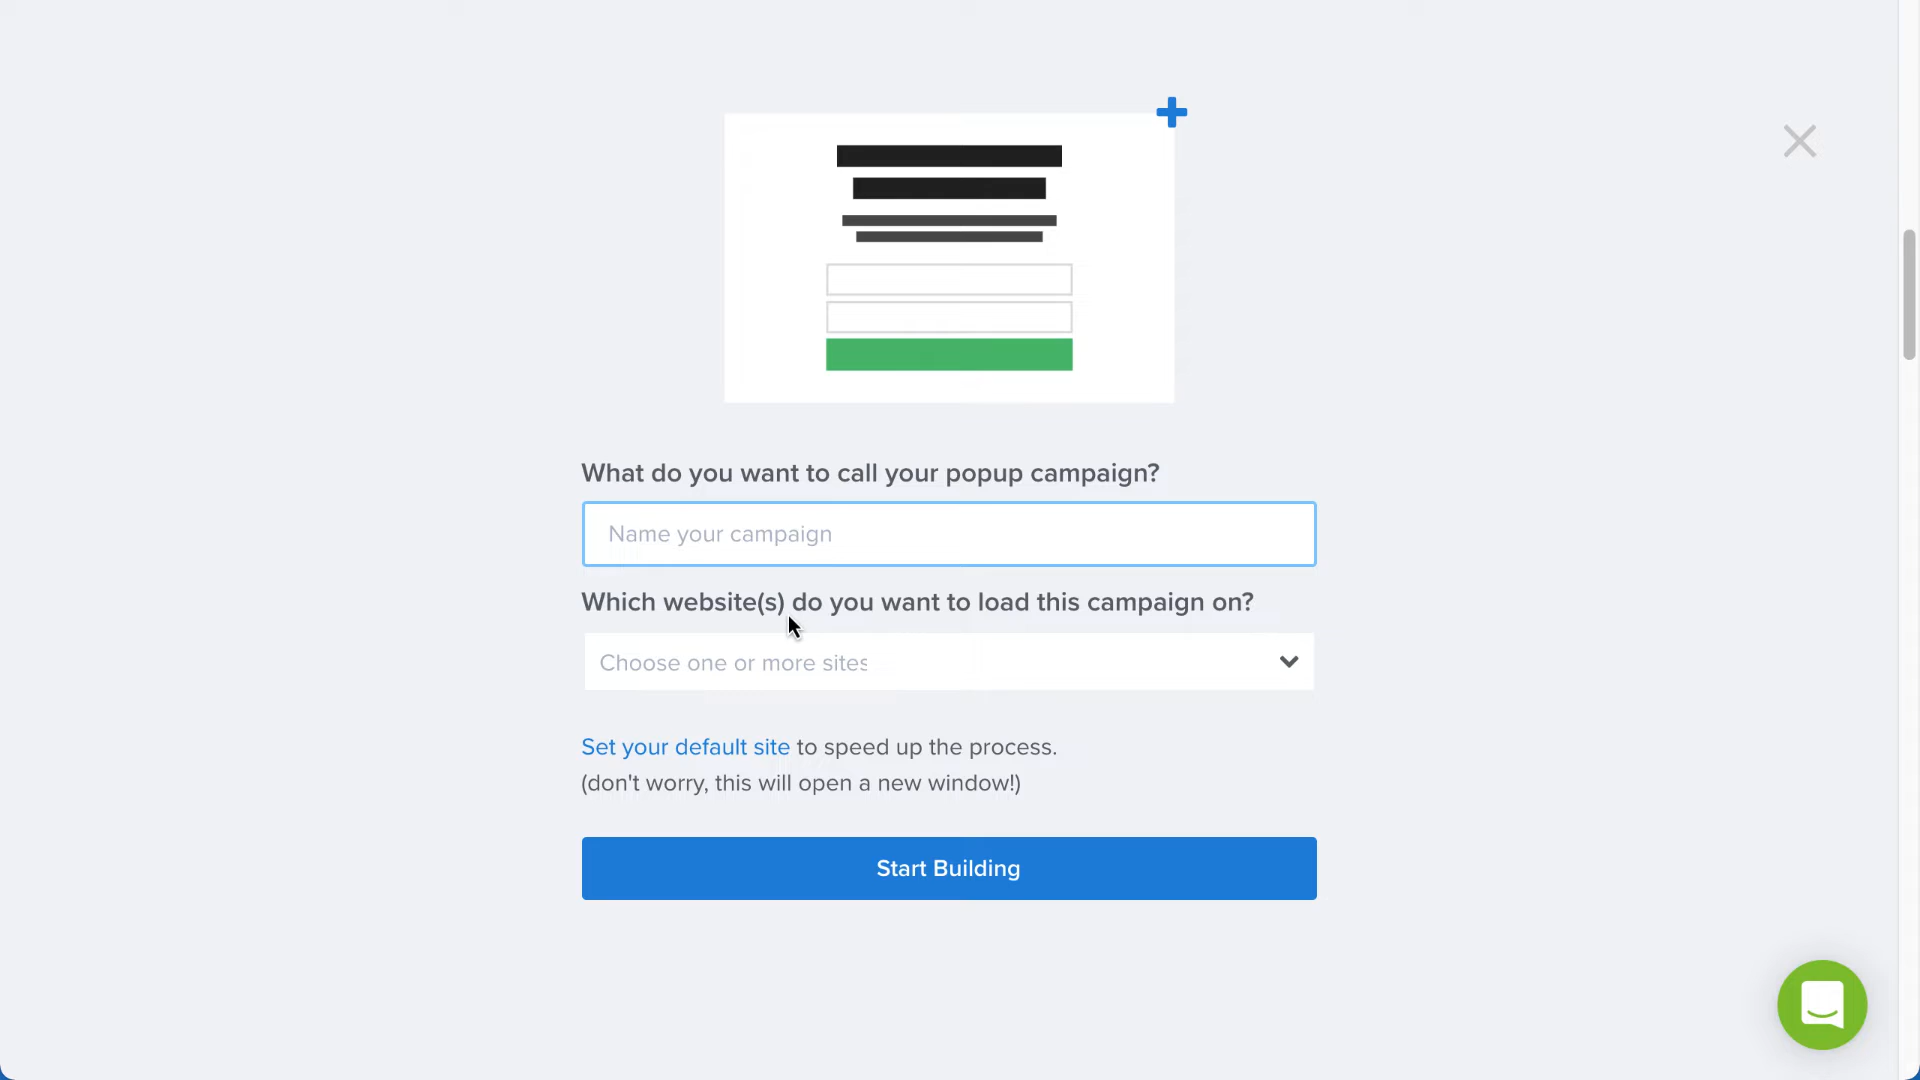 What do you want to call your popup campaign?
Name your campaign
Which website(s) do you want to load this campaign on?
Choose one or more sites
Set your default site to speed up the process.
(don't worry, this will open a new window!)
Start Building